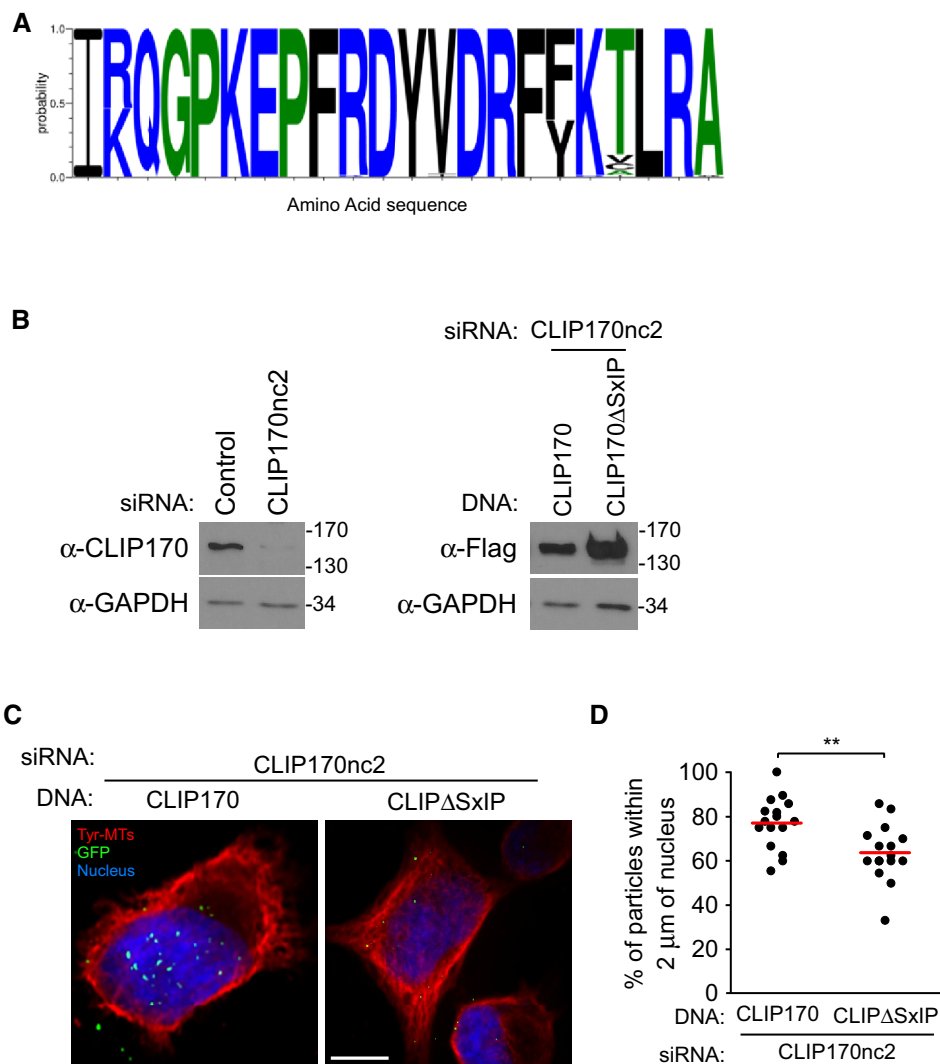 A
1.0
0.5
0.0
probability
IRQGPKEPFRDYVDRFFKTLRA
K Y V
Amino Acid sequence
B
siRNA: CLIP170nc2
siRNA: Control CLIP170nc2
DNA: CLIP170 CLIP170ΔSxIP
α-CLIP170 -170
-130
α-GAPDH -34
α-Flag -170
-130
α-GAPDH -34
C
siRNA: CLIP170nc2
DNA: CLIP170 CLIPΔSxIP
Tyr-MTs
GFP
Nucleus
D
**
% of particles within
2 µm of nucleus
100
80
60
40
20
0
DNA: CLIP170 CLIPΔSxIP
siRNA: CLIP170nc2